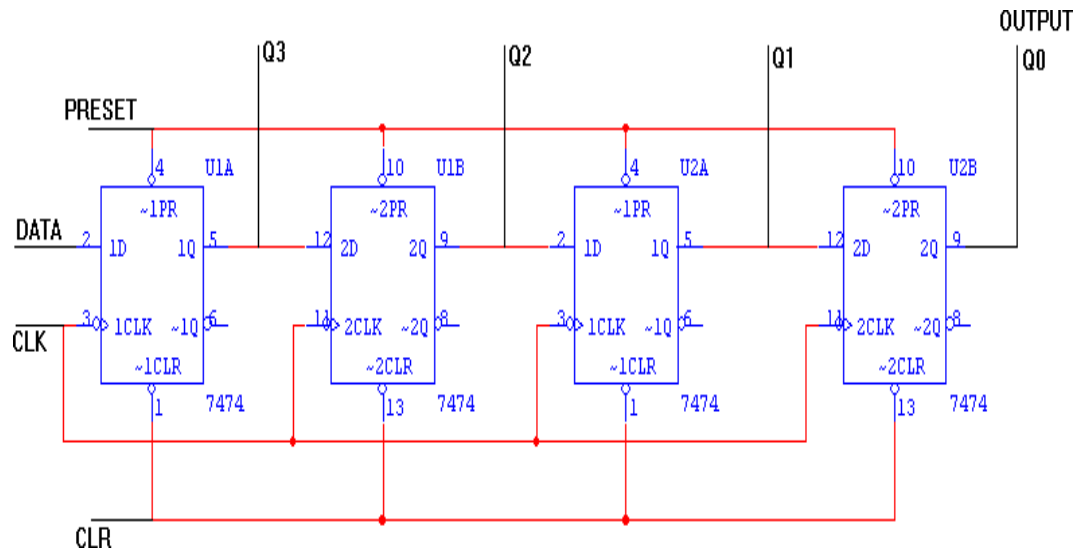 OUTPUT
Q3 Q2 Q1 Q0
PRESET
4 U1A 10 U1B 4 U2A 10 U2B
~1PR ~2PR ~1PR ~2PR
DATA 2 1D 1Q 5 12 2D 2Q 9 2 1D 1Q 5 12 2D 2Q 9
CLK 3 1CLK ~1Q 6 11 2CLK ~2Q 8 3 1CLK ~1Q 6 11 2CLK ~2Q 8
~1CLR ~2CLR ~1CLR ~2CLR
1 7474 13 7474 1 7474 13 7474
CLR